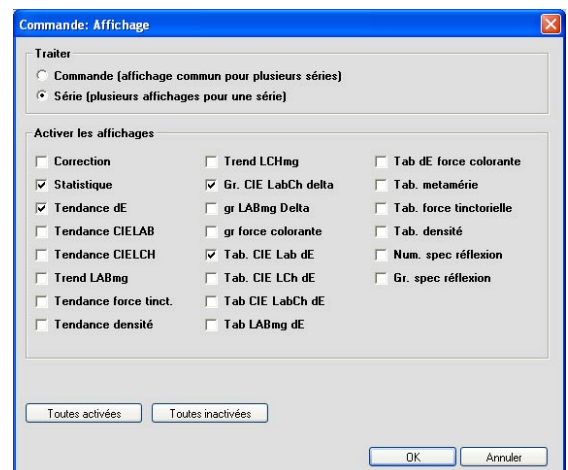 Commande: Affichage
Traiter
Commande (affichage commun pour plusieurs séries)
Série (plusieurs affichages pour une série)
Activer les affichages
Correction
Statistique
Tendance dE
Tendance CIELAB
Tendance CIELCH
Trend LABmg
Tendance force tinct.
Tendance densité
Trend LCHmg
Gr. CIE LabCh delta
gr LABmg Delta
gr force colorante
Tab. CIE Lab dE
Tab. CIE LCh dE
Tab CIE LabCh dE
Tab LABmg dE
Tab dE force colorante
Tab. metamérie
Tab. force tinctorielle
Tab. densité
Num. spec réflexion
Gr. spec réflexion
Toutes activées
Toutes inactivées
OK
Annuler